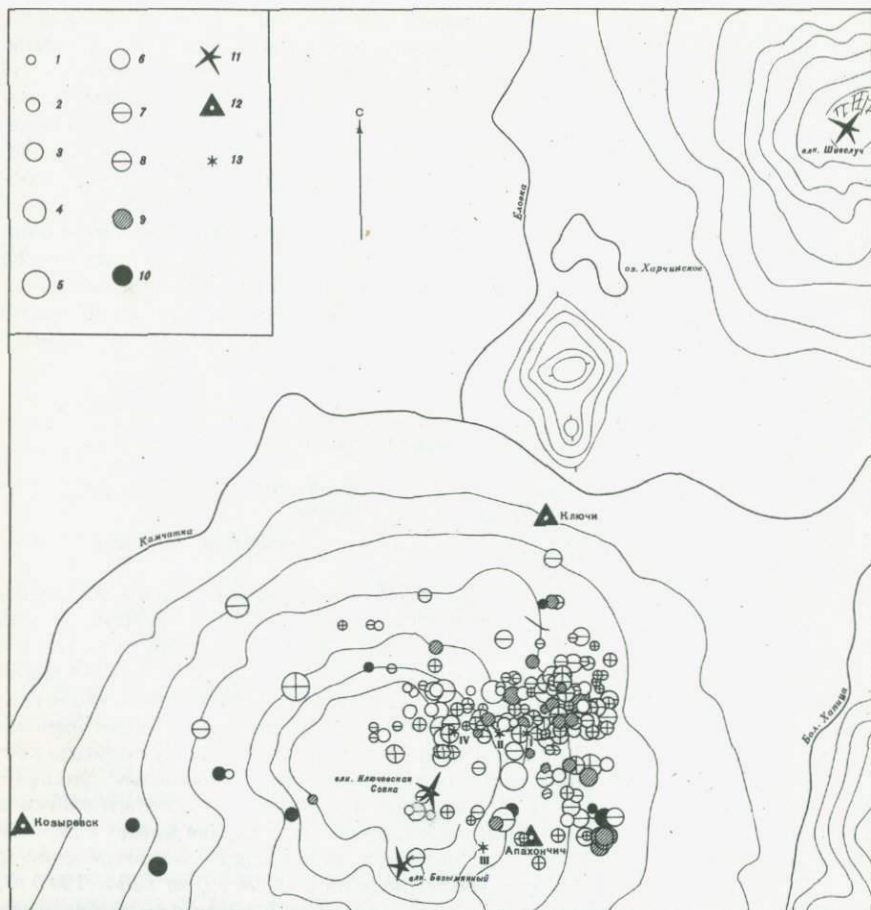 1 6 11
2 7 12
3 8 13
4 9
5 10
С
влк. Шивелуч
Еловка
оз. Харчинское
Ключи
Камчатка
Бол. Хапица
IV
II
влк. Ключевская
Сопка
Козыревск
Апахончич
III
влк. Безымянный